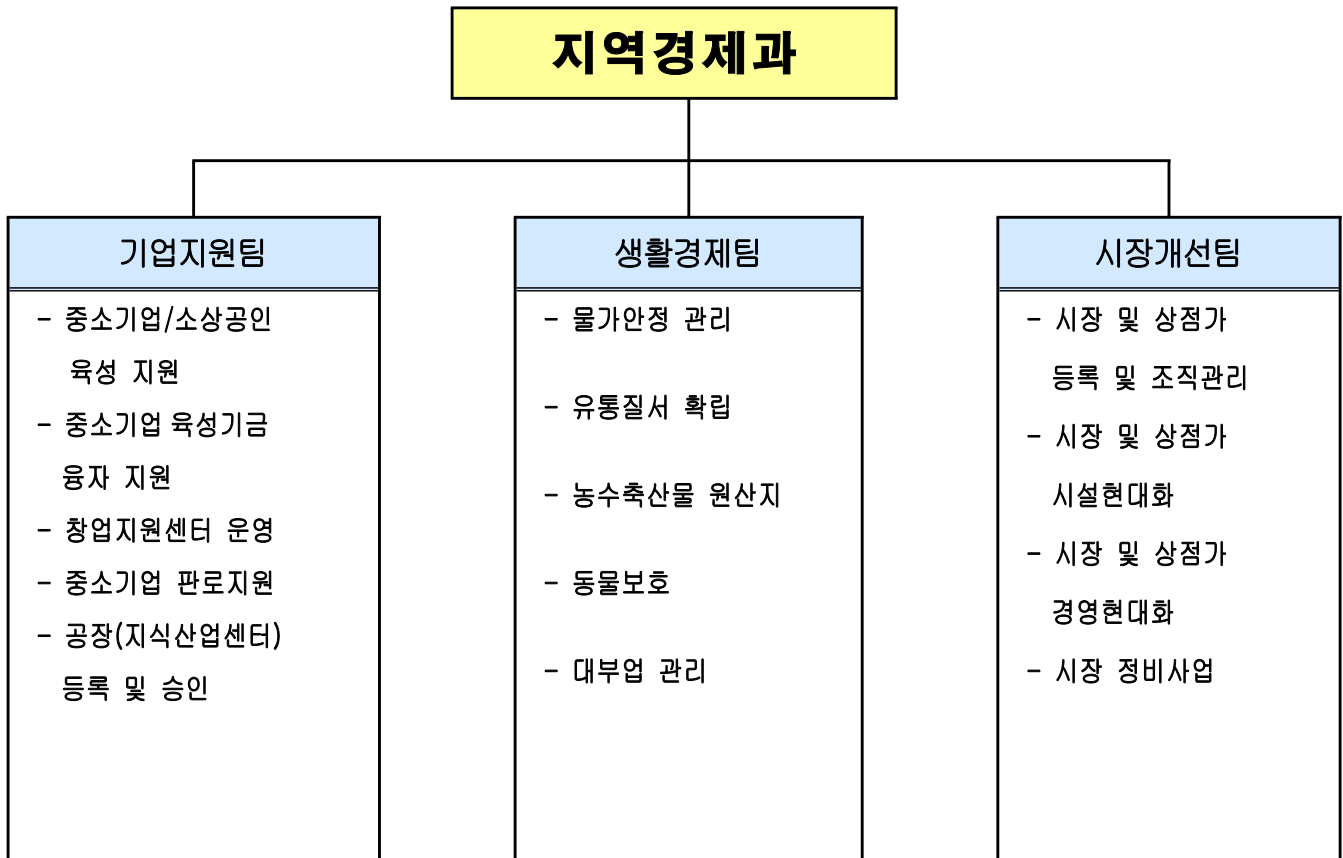 지역경제과
기업지원팀
- 중소기업/소상공인
육성 지원
- 중소기업 육성기금
융자 지원
- 창업지원센터 운영
- 중소기업 판로지원
- 공장(지식산업센터)
등록 및 승인
생활경제팀
- 물가안정 관리
- 유통질서 확립
- 농수축산물 원산지
- 동물보호
- 대부업 관리
시장개선팀
- 시장 및 상점가
등록 및 조직관리
- 시장 및 상점가
시설현대화
- 시장 및 상점가
경영현대화
- 시장 정비사업